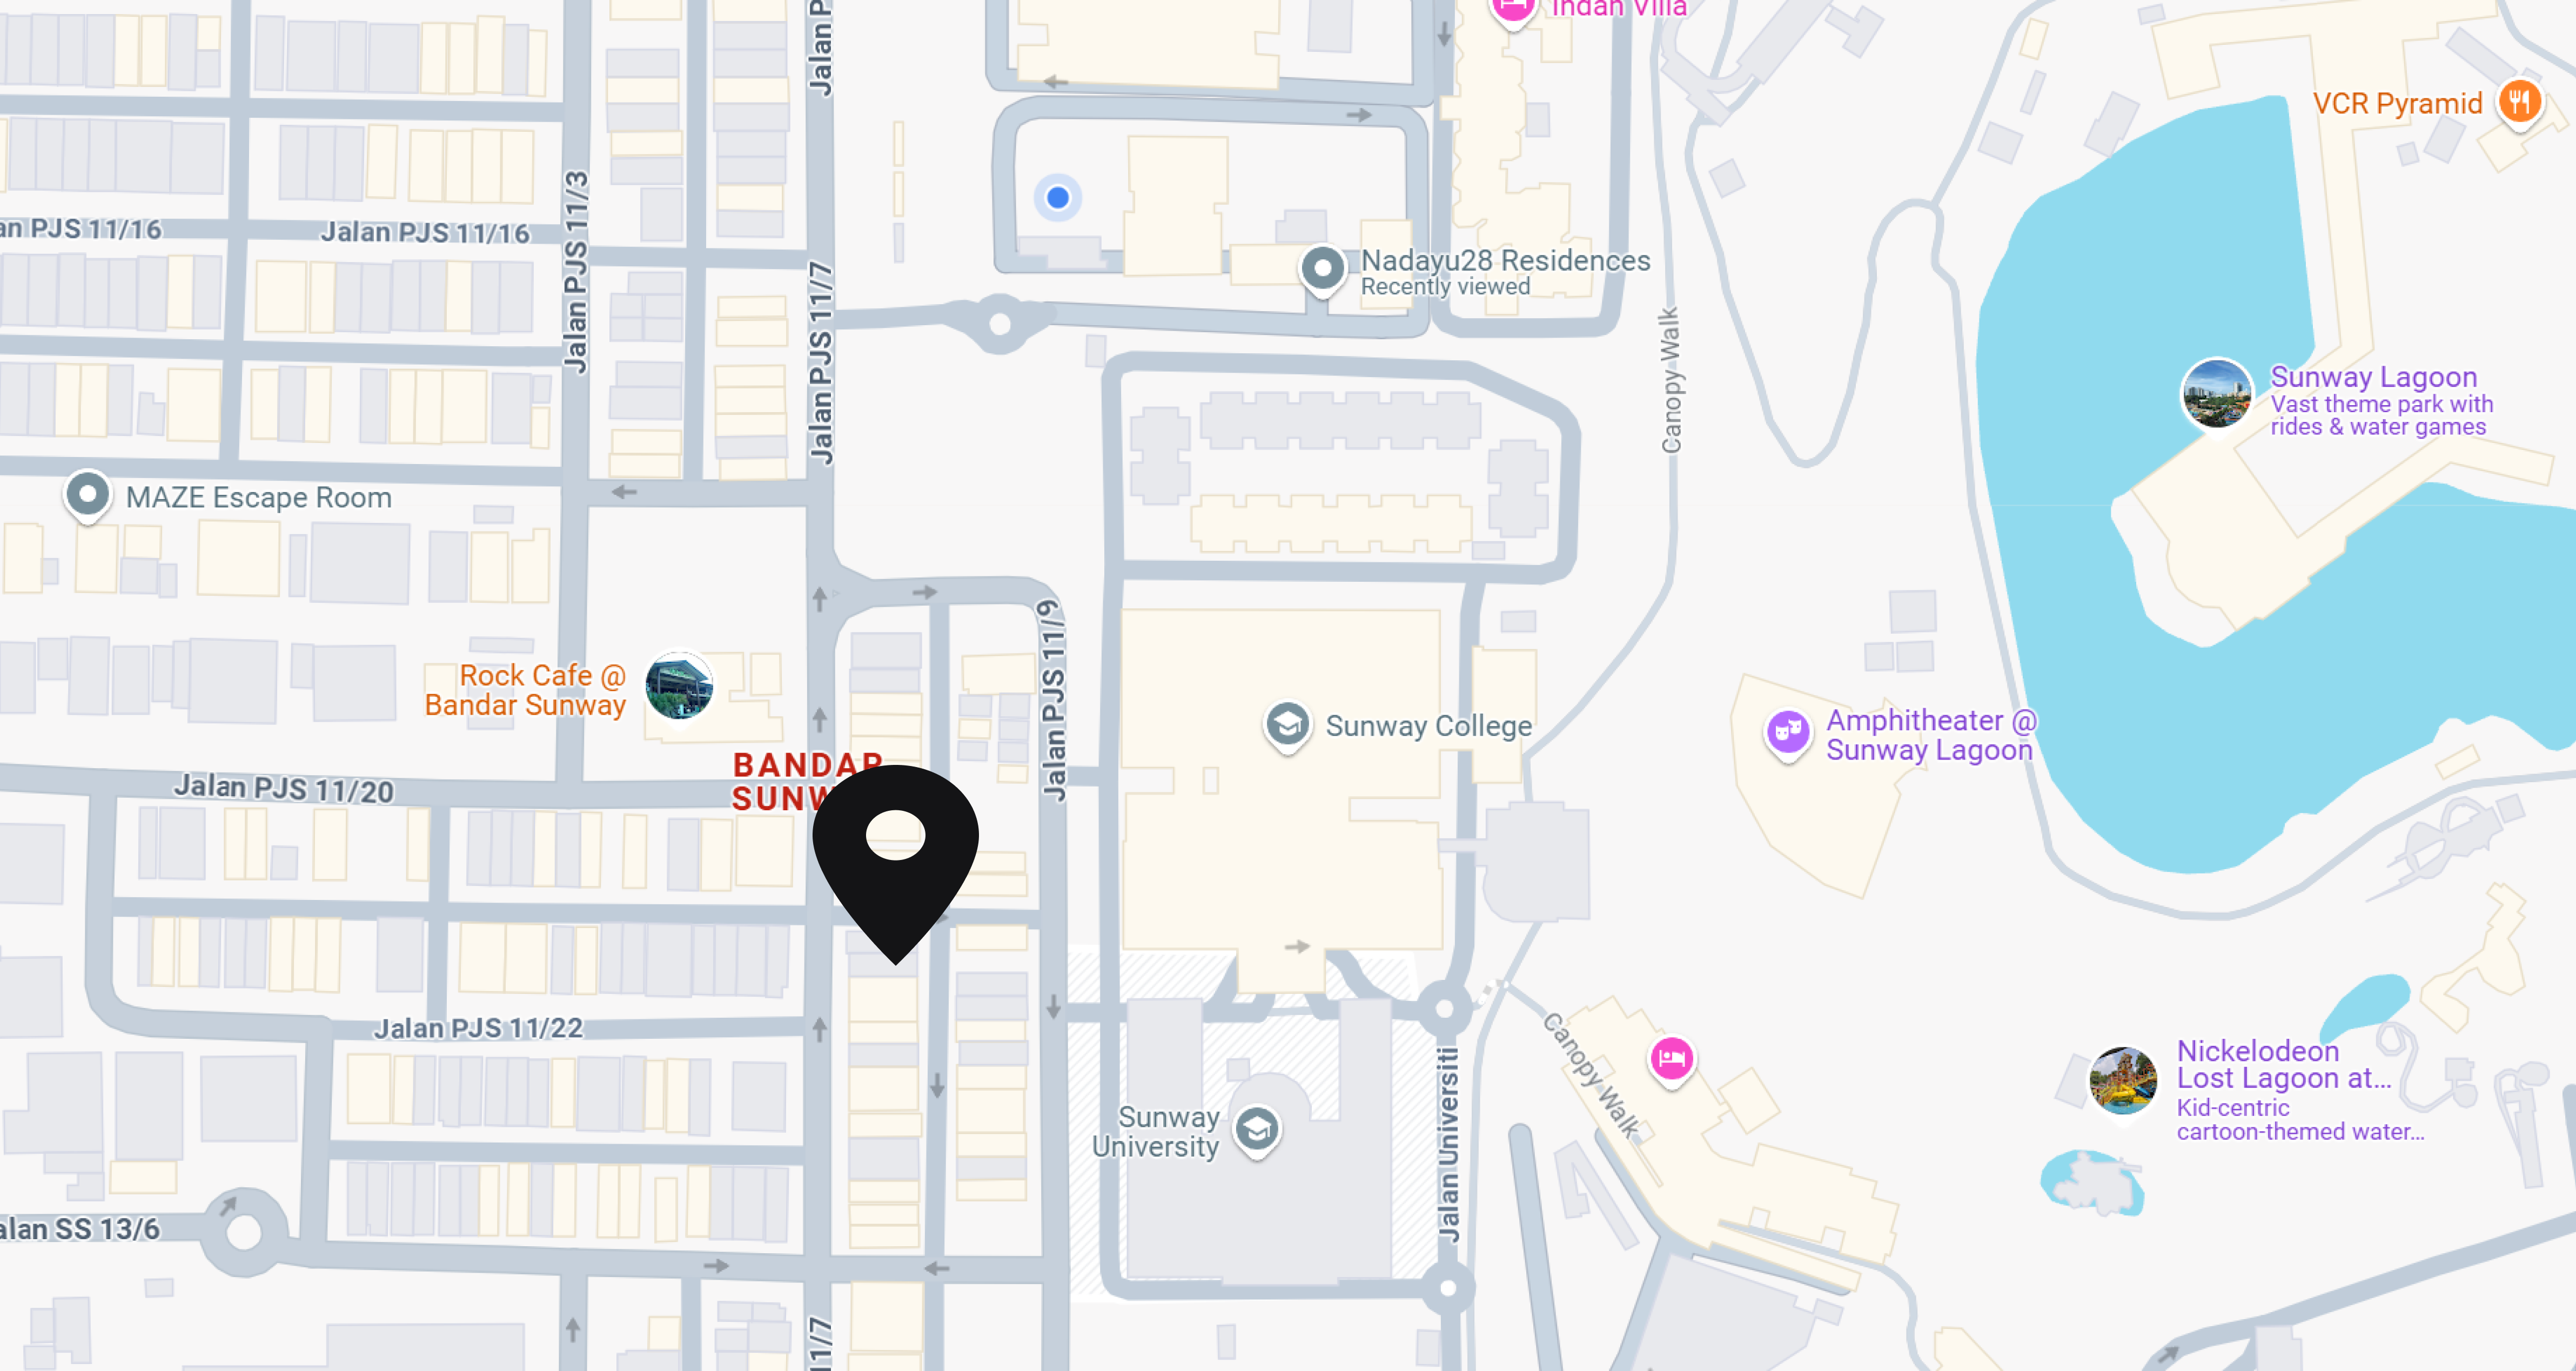 Jalan P
Indah Villa
VCR Pyramid
Jalan PJS 11/3
an PJS 11/16
Jalan PJS 11/16
Nadayu28 Residences
Recently viewed
Jalan PJS 11/7
Canopy Walk
Sunway Lagoon
Vast theme park with
rides & water games
MAZE Escape Room
Jalan PJS 11/9
Rock Cafe @
Bandar Sunway
Sunway College
Amphitheater @
Sunway Lagoon
BANDAR
SUNW
Jalan PJS 11/20
Jalan PJS 11/22
Canopy Walk
Nickelodeon
Lost Lagoon at...
Kid-centric
cartoon-themed water...
Sunway
University
Jalan Universiti
alan SS 13/6
11/7